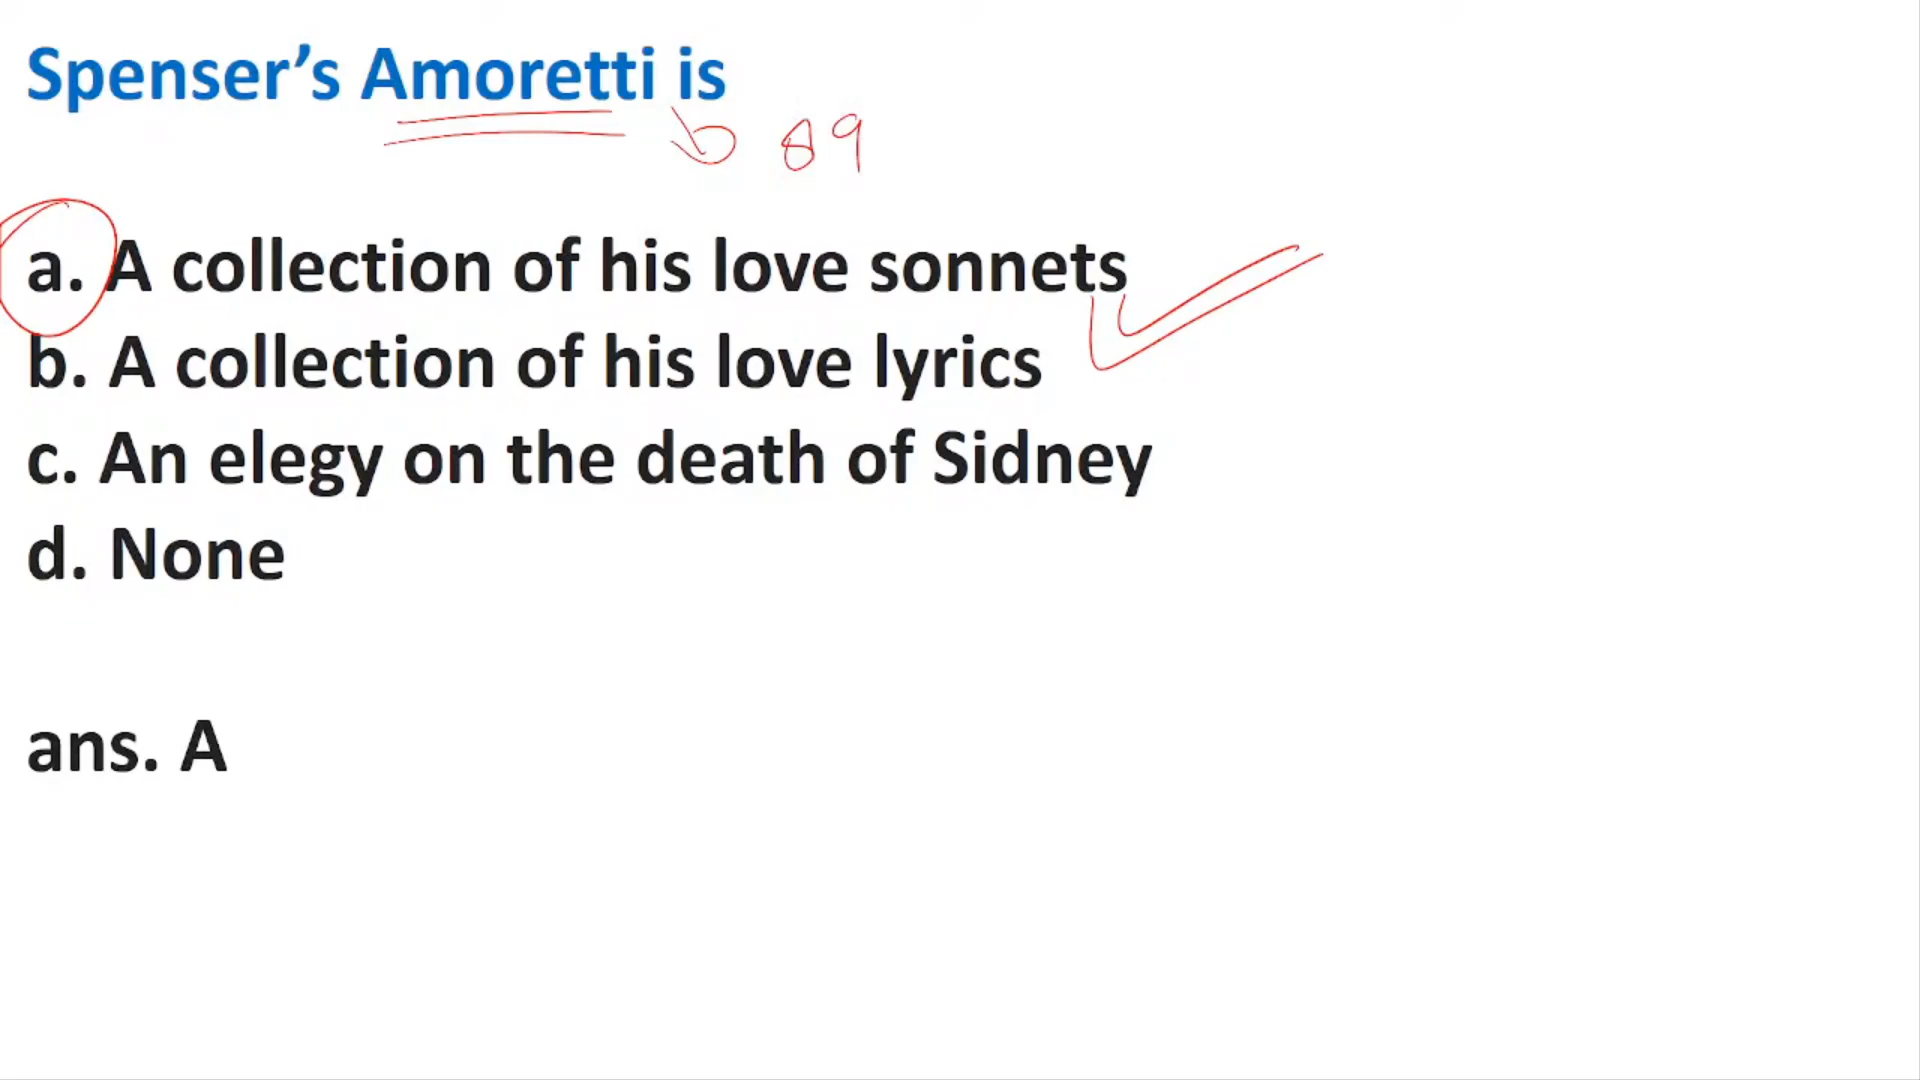 Spenser’s Amoretti is
89
a. A collection of his love sonnets
b. A collection of his love lyrics
c. An elegy on the death of Sidney
d. None
ans. A